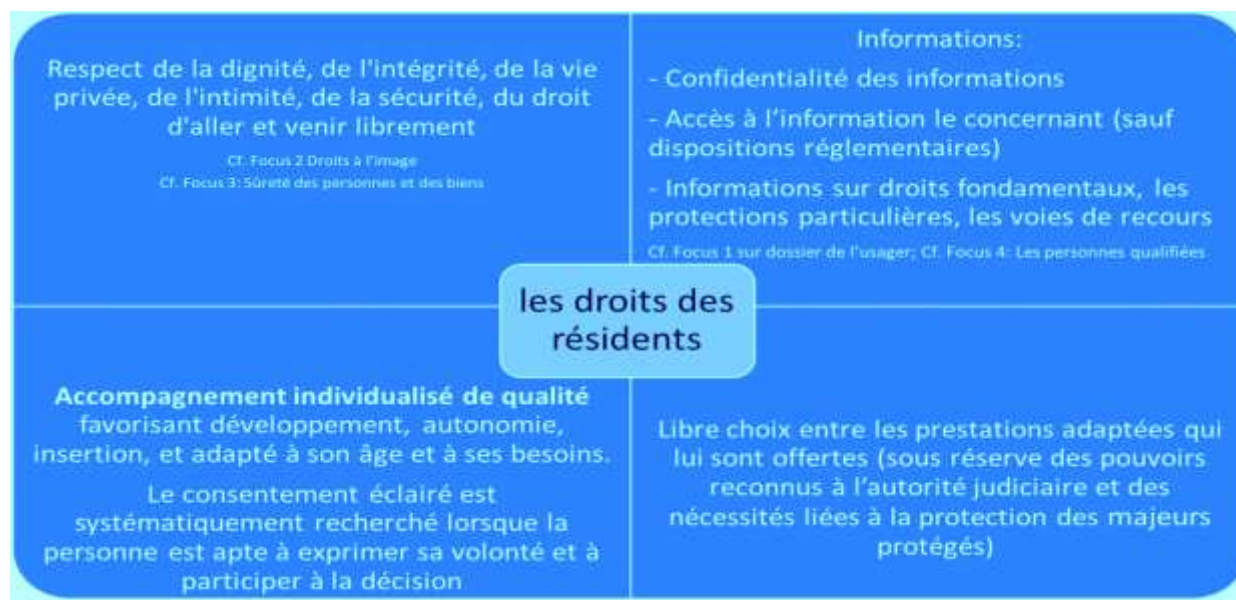 Respect de la dignité, de l'intégrité, de la vie
privée, de l'intimité, de la sécurité, du droit
d'aller et venir librement
Cf. Focus 2 Droits à l'image
Cf. Focus 3: Sûreté des personnes et des biens
Informations:
- Confidentialité des informations
- Accès à l'information le concernant (sauf
dispositions réglementaires)
- Informations sur droits fondamentaux, les
protections particulières, les voies de recours
Cf. Focus 1 sur dossier de l'usager; Cf. Focus 4: Les personnes qualifiées
les droits des
résidents
Accompagnement individualisé de qualité
favorisant développement, autonomie,
insertion, et adapté à son âge et à ses besoins.
Le consentement éclairé est
systématiquement recherché lorsque la
personne est apte à exprimer sa volonté et à
participer à la décision
Libre choix entre les prestations adaptées qui
lui sont offertes (sous réserve des pouvoirs
reconnus à l'autorité judiciaire et des
nécessités liées à la protection des majeurs
protégés)